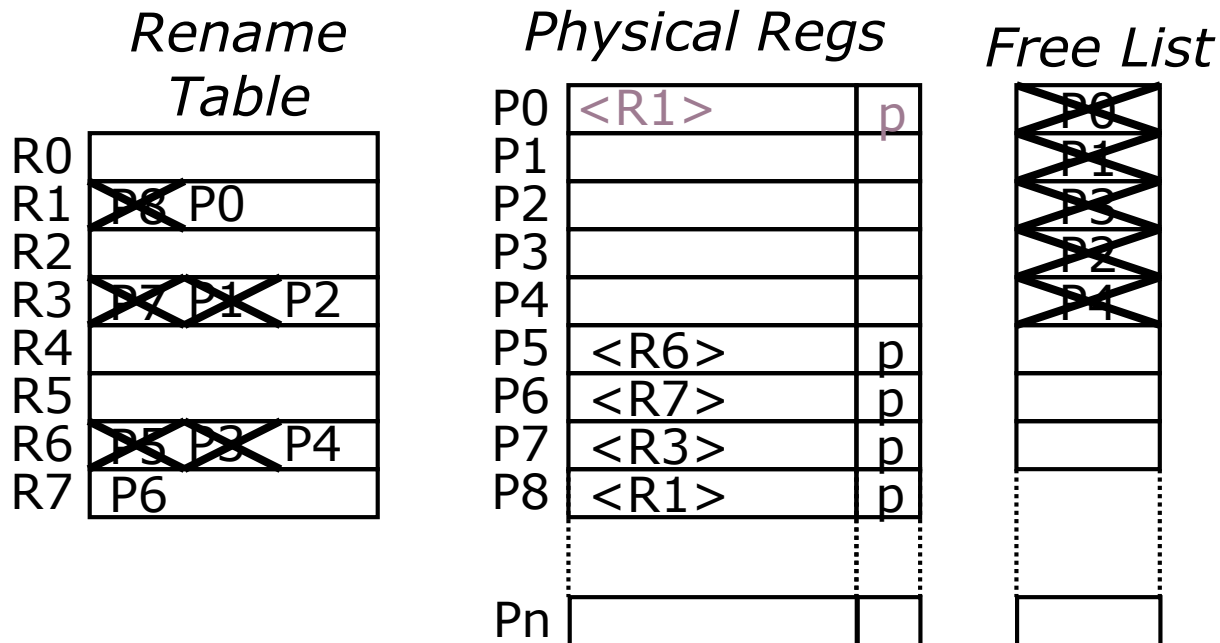 Rename Table
R0
R1 P8 P0
R2
R3 P7 P1 P2
R4
R5
R6 P5 P3 P4
R7 P6
Physical Regs
P0 <R1> p
P1
P2
P3
P4
P5 <R6> p
P6 <R7> p
P7 <R3> p
P8 <R1> p
Pn
Free List
P0
P1
P3
P2
P4